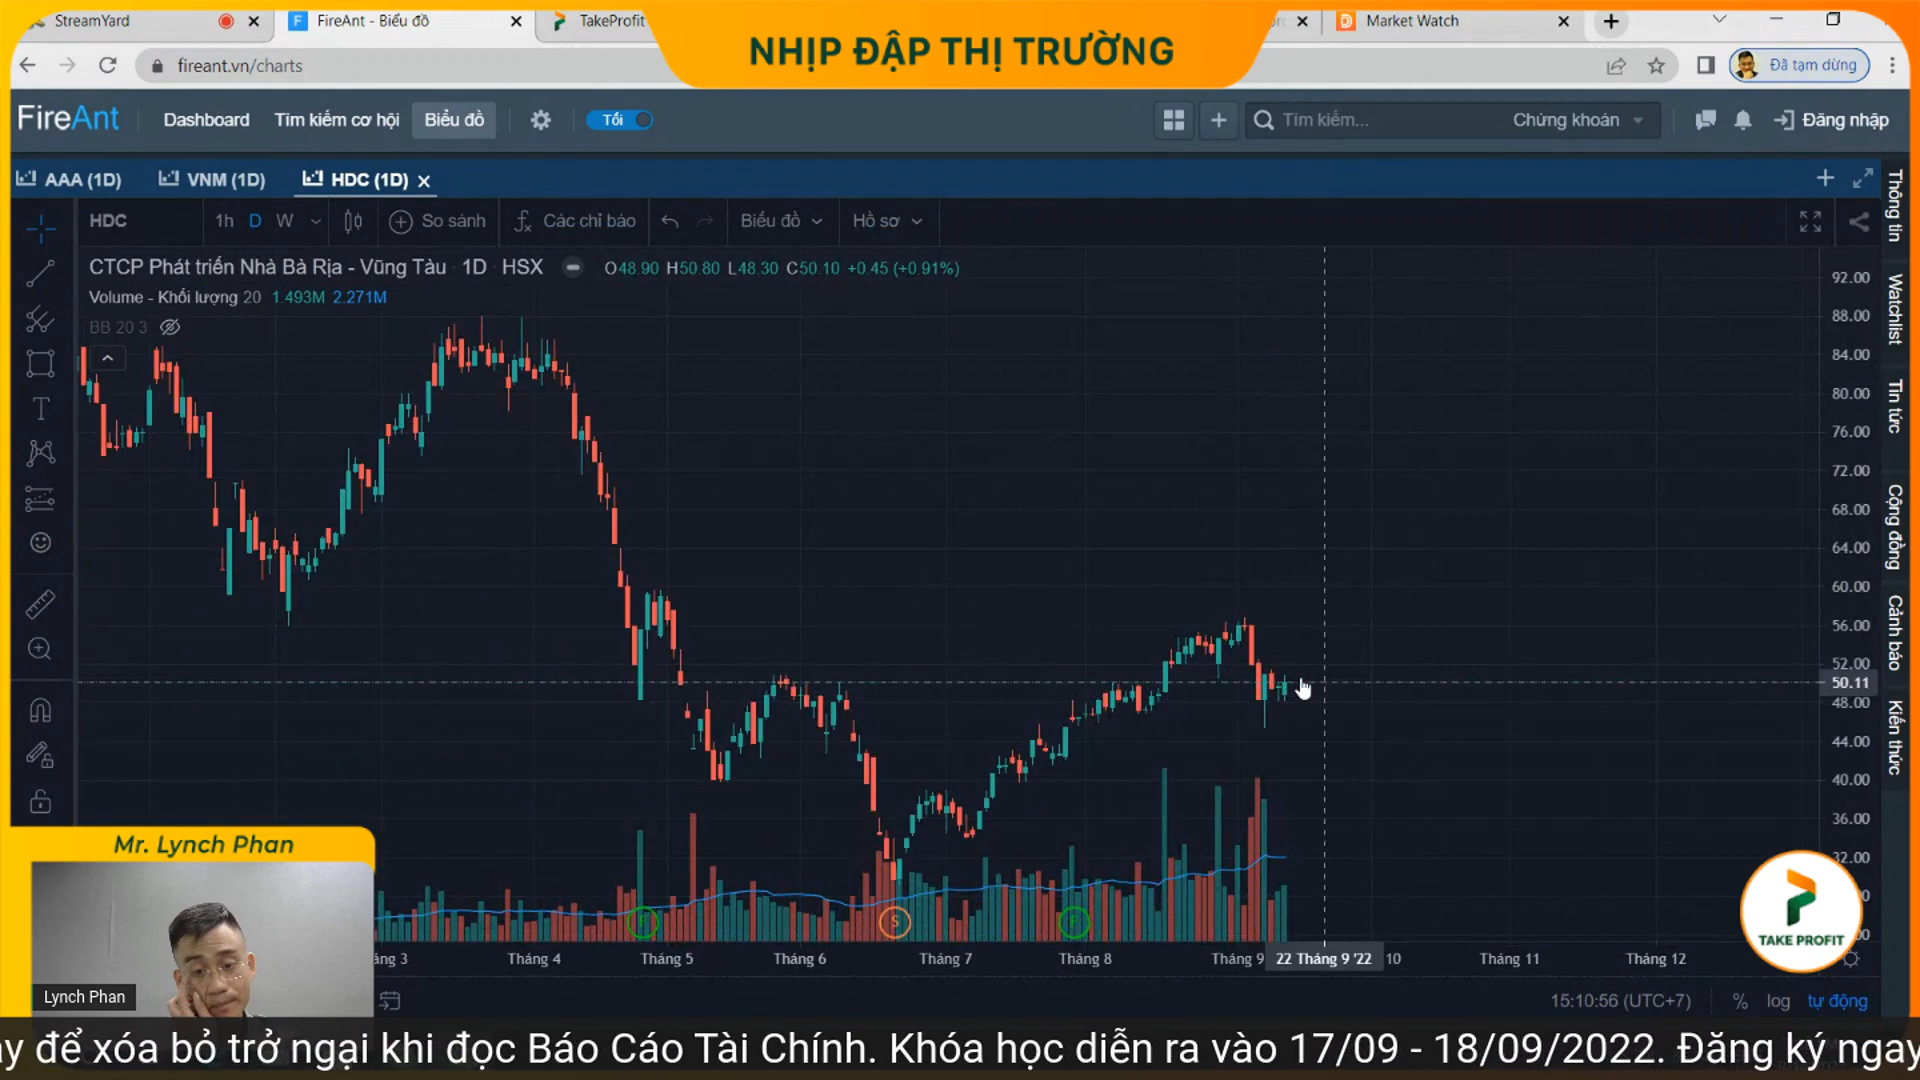 StreamYard
FireAnt - Biểu đồ
TakeProfit
Market Watch
NHỊP ĐẬP THỊ TRƯỜNG
fireant.vn/charts
Đã tạm dừng
FireAnt
Dashboard
Tìm kiếm cơ hội
Biểu đồ
Tối
Tìm kiếm...
Chứng khoán
Đăng nhập
AAA (1D)
VNM (1D)
HDC (1D)
HDC
1h
D
W
So sánh
Các chỉ báo
Biểu đồ
Hồ sơ
CTCP Phát triển Nhà Bà Rịa - Vũng Tàu 1D HSX
O48.90 H50.80 L48.30 C50.10 +0.45 (+0.91%)
Volume - Khối lượng 20 1.493M 2.271M
BB 20 3
92.00
88.00
84.00
80.00
76.00
72.00
68.00
64.00
60.00
56.00
52.00
50.11
48.00
44.00
40.00
36.00
32.00
Thông tin
Watchlist
Tin tức
Cộng đồng
Cảnh báo
Kiến thức
S
Tháng 4
Tháng 5
Tháng 6
Tháng 7
Tháng 8
Tháng 9
22 Tháng 9 '22
10
Tháng 11
Tháng 12
15:10:56 (UTC+7)
%
log
tự động
TAKE PROFIT
Mr. Lynch Phan
Lynch Phan
để xóa bỏ trở ngại khi đọc Báo Cáo Tài Chính. Khóa học diễn ra vào 17/09 - 18/09/2022. Đăng ký ngay